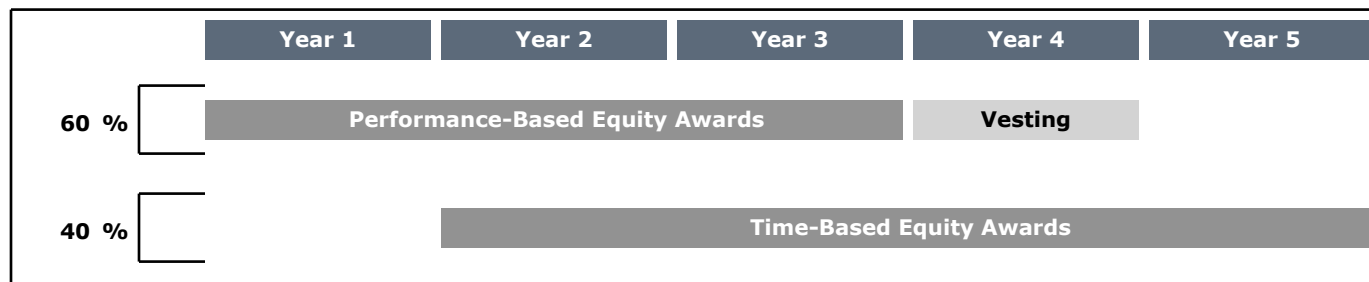 Year 1 Year 2 Year 3 Year 4 Year 5
60 % Performance-Based Equity Awards Vesting
40 % Time-Based Equity Awards